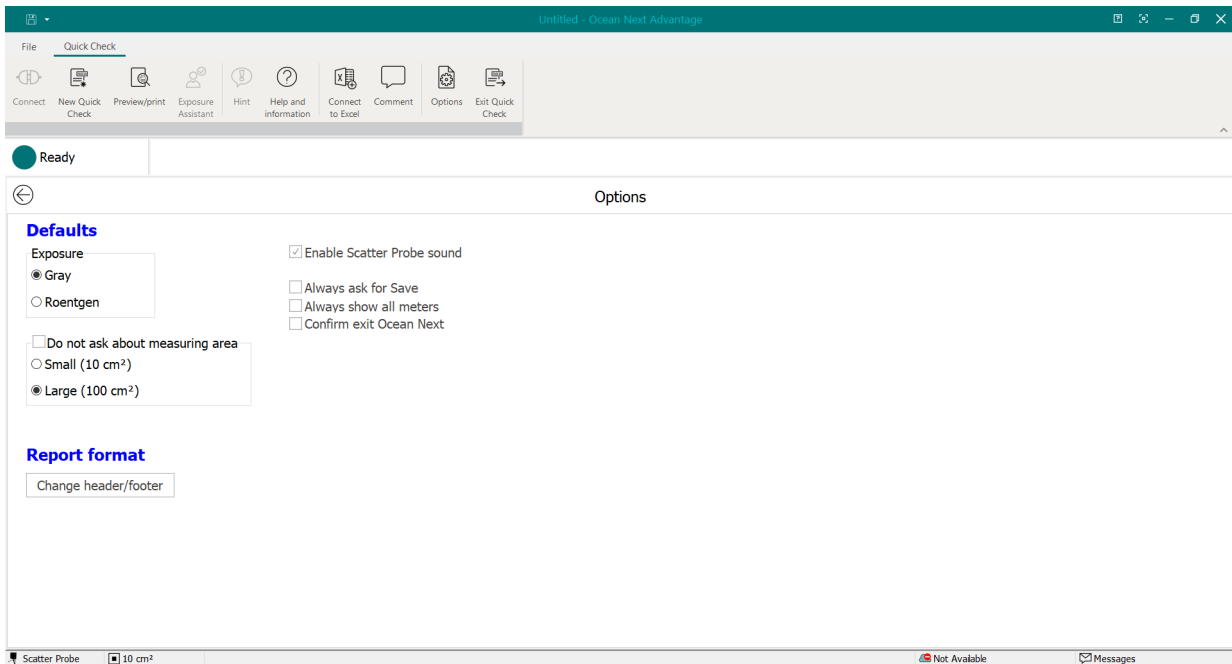 Untitled - Ocean Next Advantage
File
Quick Check
Connect
New Quick
Check
Preview/print
Exposure
Assistant
Hint
Help and
information
Connect
to Excel
Comment
Options
Exit Quick
Check
Ready
Options
Defaults
Exposure
Gray
Roentgen
Do not ask about measuring area
Small (10 cm²)
Large (100 cm²)
Enable Scatter Probe sound
Always ask for Save
Always show all meters
Confirm exit Ocean Next
Report format
Change header/footer
Scatter Probe
10 cm²
Not Available
Messages